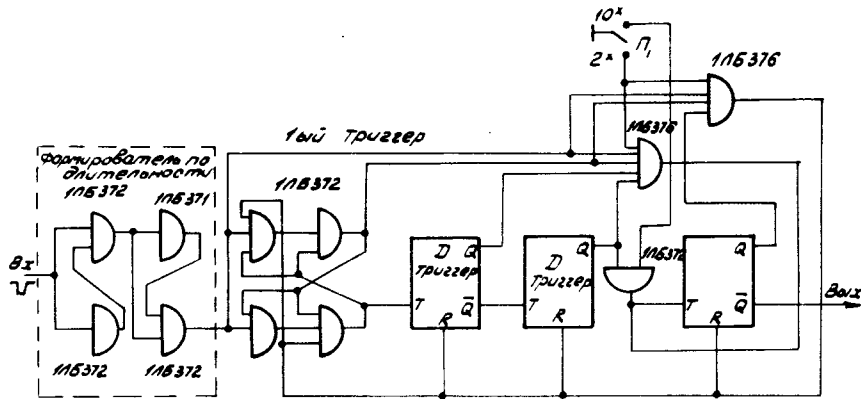 10ˣ
2ˣ
П₁
1ЛБ376
1ый триггер
1ЛБ376
формирователь по
длительности
1ЛБ372
1ЛБ371
1ЛБ372
Вх
D Q
триггер
T Q̅
R
Q
D
триггер
T
R
1ЛБ372
Q
T Q̅
R
Вых
1ЛБ372
1ЛБ372